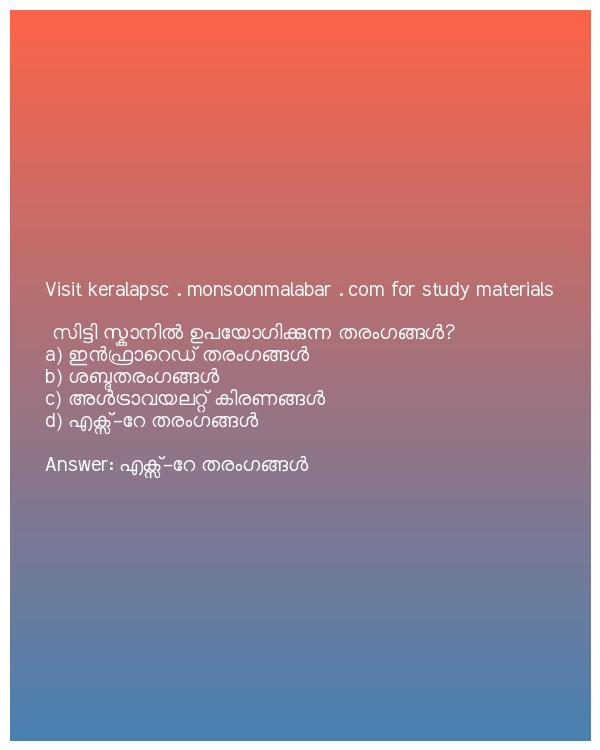 Visit keralapsc . monsoonmalabar . com for study materials
സിട്ടി സ്കാനിൽ ഉപയോഗിക്കുന്ന തരംഗങ്ങൾ?
a) ഇൻഫ്രാറെഡ് തരംഗങ്ങൾ
b) ശബ്ദതരംഗങ്ങൾ
c) അൾട്രാവയലറ്റ് കിരണങ്ങൾ
d) എക്സ്-റേ തരംഗങ്ങൾ
Answer: എക്സ്-റേ തരംഗങ്ങൾ